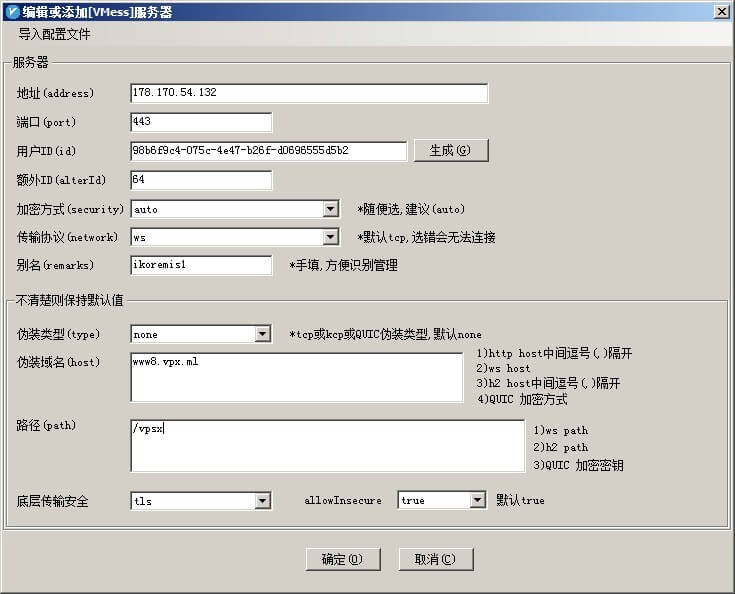 编辑或添加[VMess]服务器
导入配置文件
服务器
地址(address) 178.170.54.132
端口(port) 443
用户ID(id) 98b6f9c4-075c-4e47-b26f-d0696555d5b2 生成(G)
额外ID(alterId) 64
加密方式(security) auto *随便选,建议(auto)
传输协议(network) ws *默认tcp,选错会无法连接
别名(remarks) ikoremis1 *手填,方便识别管理
不清楚则保持默认值
伪装类型(type) none *tcp或kcp或QUIC伪装类型,默认none
伪装域名(host) www8.vpx.ml 1)http host中间逗号(,)隔开
2)ws host
3)h2 host中间逗号(,)隔开
4)QUIC 加密方式
路径(path) /vpsx 1)ws path
2)h2 path
3)QUIC 加密密钥
底层传输安全 tls allowInsecure true 默认true
确定(O) 取消(C)